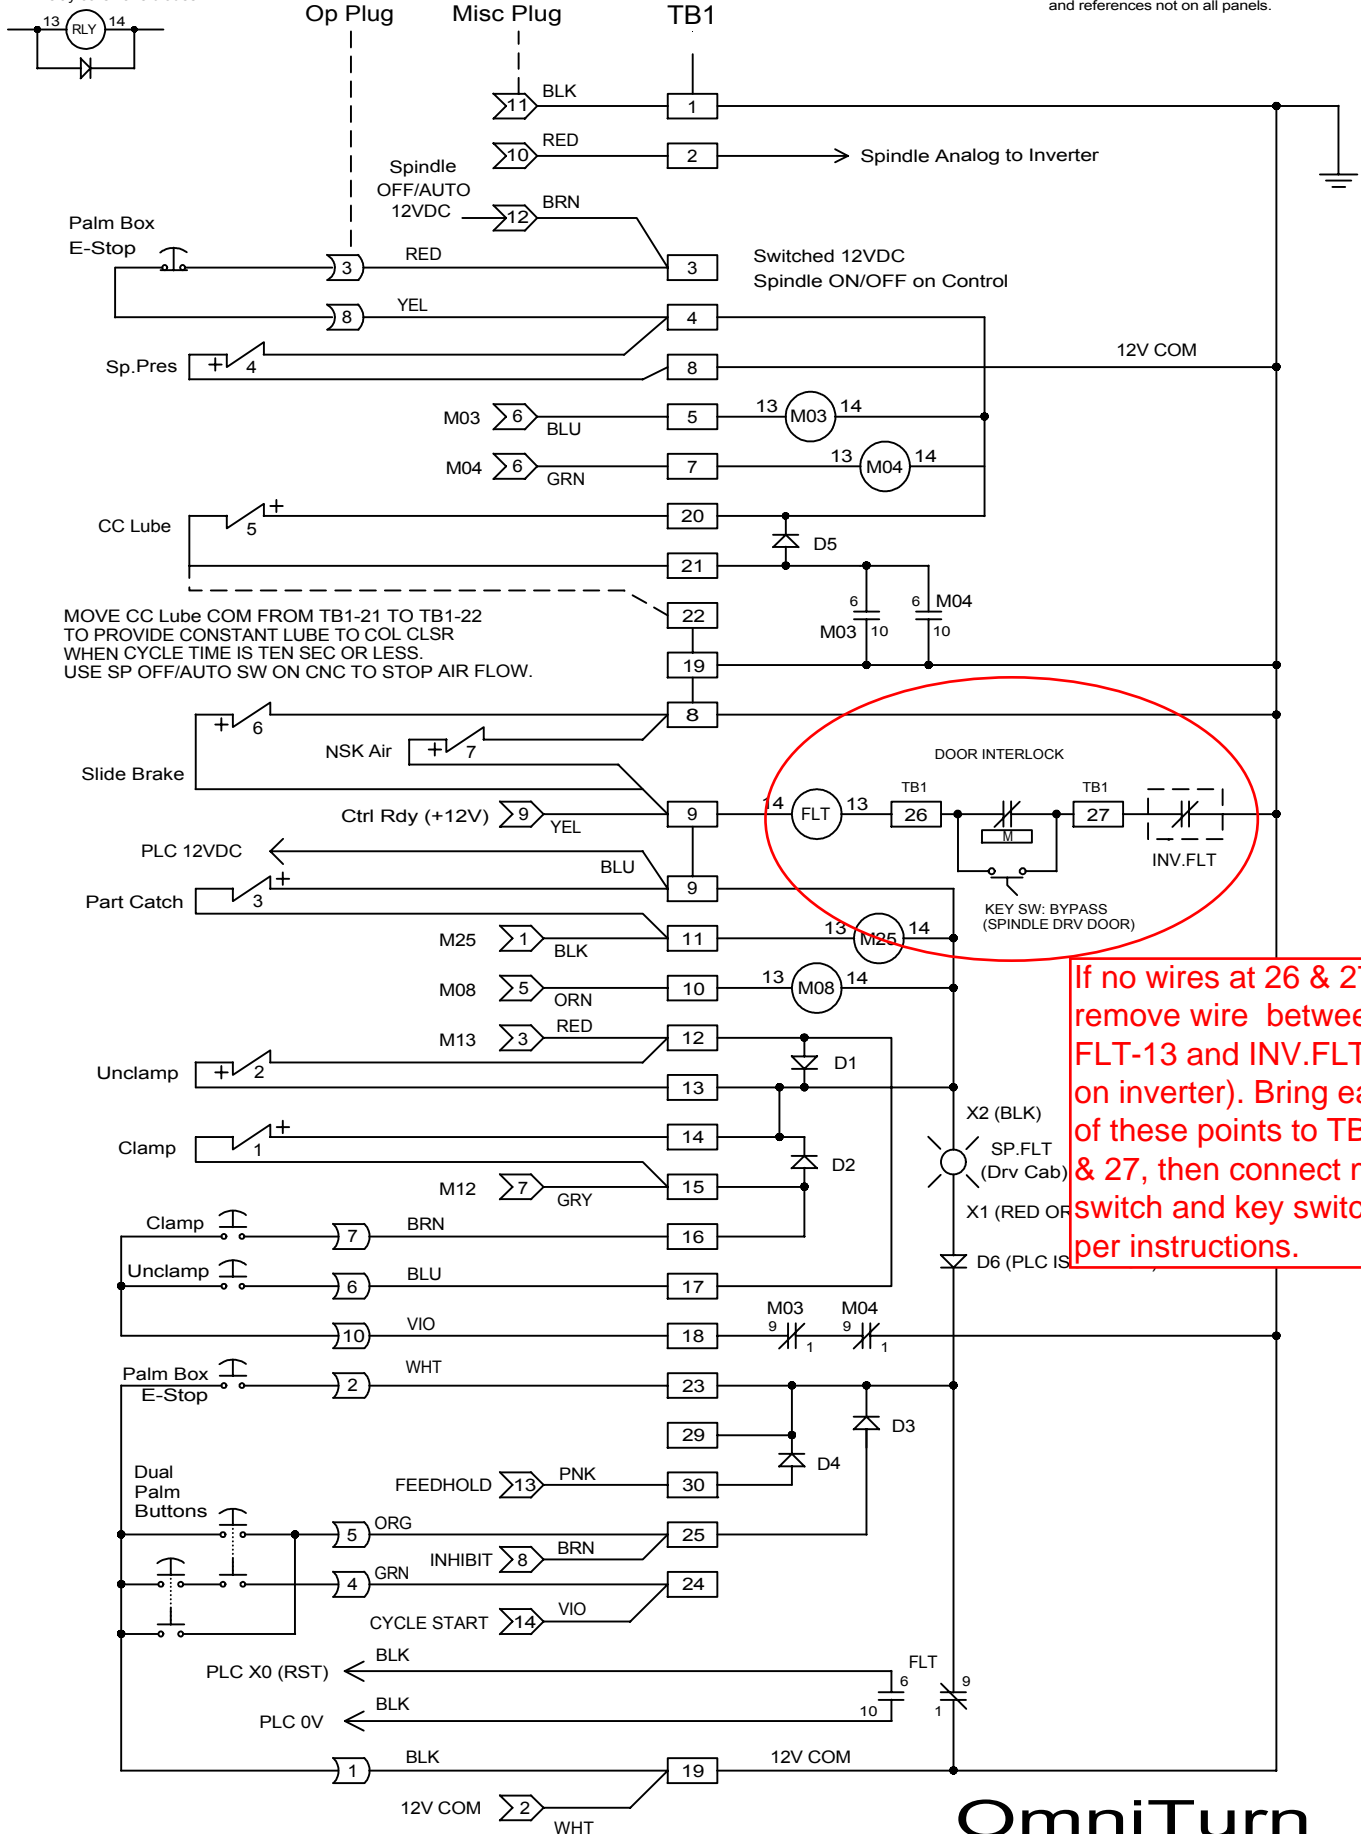 13 RLY 14
Op Plug Misc Plug TB1
and references not on all panels.
11 BLK 1
10 RED 2 Spindle Analog to Inverter
Spindle
OFF/AUTO
12VDC 12 BRN
Palm Box
E-Stop 3 RED 3 Switched 12VDC
Spindle ON/OFF on Control
8 YEL 4
Sp.Pres + 4 8 12V COM
M03 6 BLU 5 13 M03 14
M04 6 GRN 7 13 M04 14
CC Lube 5 + 20
D5
21
22
6 6 M04
M03 10 10
MOVE CC Lube COM FROM TB1-21 TO TB1-22
TO PROVIDE CONSTANT LUBE TO COL CLSR
WHEN CYCLE TIME IS TEN SEC OR LESS.
USE SP OFF/AUTO SW ON CNC TO STOP AIR FLOW.
19
+ 6 8
NSK Air + 7
Slide Brake
DOOR INTERLOCK
TB1 TB1
Ctrl Rdy (+12V) 9 YEL 9 14 FLT 13 26 M 27
INV.FLT
KEY SW: BYPASS
(SPINDLE DRV DOOR)
PLC 12VDC BLU
Part Catch 3 + 9
M25 1 BLK 11 13 M25 14
M08 5 ORN 10 13 M08 14
M13 3 RED 12
D1
Unclamp + 2 13
Clamp 1 + 14
D2
M12 7 GRY 15
X2 (BLK)
SP.FLT
(Drv Cab)
X1 (RED OR
D6 (PLC IS
If no wires at 26 &
remove wire
FLT-13 and INV.FLT
on inverter). Bring
of these points to
& 27, then connect
switch and key
per instructions.
Clamp 7 BRN 16
Unclamp 6 BLU 17
10 VIO 18 M03 9 1 M04 9 1
Palm Box
E-Stop 2 WHT 23
29 D3
D4
FEEDHOLD 13 PNK 30
Dual
Palm
Buttons
5 ORG 25
INHIBIT 8 BRN
4 GRN 24
CYCLE START 14 VIO
PLC X0 (RST) BLK FLT 6 9
PLC 0V BLK 10 1
1 BLK 19 12V COM
12V COM 2 WHT
OmniTurn